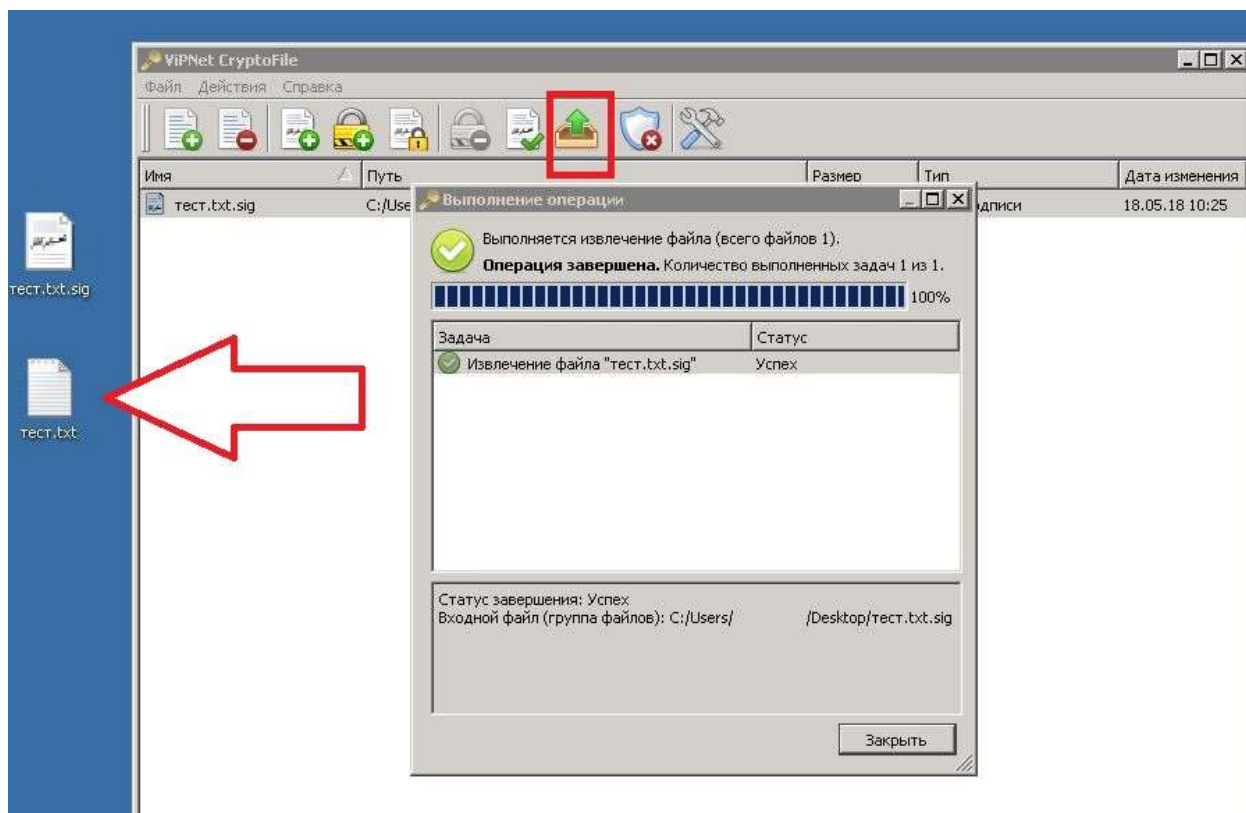 ViPNet CryptoFile
Файл Действия Справка
Имя Путь Размер Тип Дата изменения
тест.txt.sig C:/Use одписи 18.05.18 10:25
Выполнение операции
Выполняется извлечение файла (всего файлов 1).
Операция завершена. Количество выполненных задач 1 из 1.
100%
Задача Статус
Извлечение файла "тест.txt.sig" Успех
Статус завершения: Успех
Входной файл (группа файлов): C:/Users/ /Desktop/тест.txt.sig
Закрыть
тест.txt.sig
тест.txt